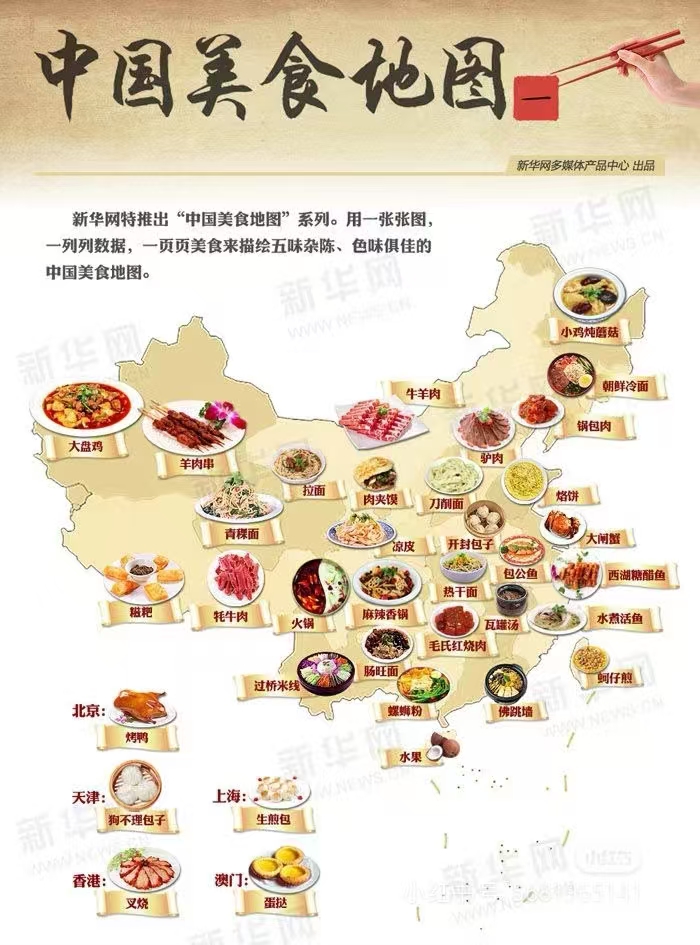 中国美食地图
一
新华网多媒体产品中心 出品
新华网特推出“中国美食地图”系列。用一张张图，
一列列数据，一页页美食来描绘五味杂陈、色味俱佳的
中国美食地图。
新华网
WWW.NEWS.CN
小鸡炖蘑菇
朝鲜冷面
牛羊肉
锅包肉
大盘鸡
羊肉串
驴肉
拉面
肉夹馍
刀削面
烙饼
青稞面
凉皮
开封包子
大闸蟹
包公鱼
西湖糖醋鱼
糍粑
牦牛肉
火锅
麻辣香锅
热干面
瓦罐汤
水煮活鱼
毛氏红烧肉
过桥米线
肠旺面
蚵仔煎
螺蛳粉
佛跳墙
水果
北京：
烤鸭
天津：
狗不理包子
上海：
生煎包
香港：
叉烧
澳门：
蛋挞